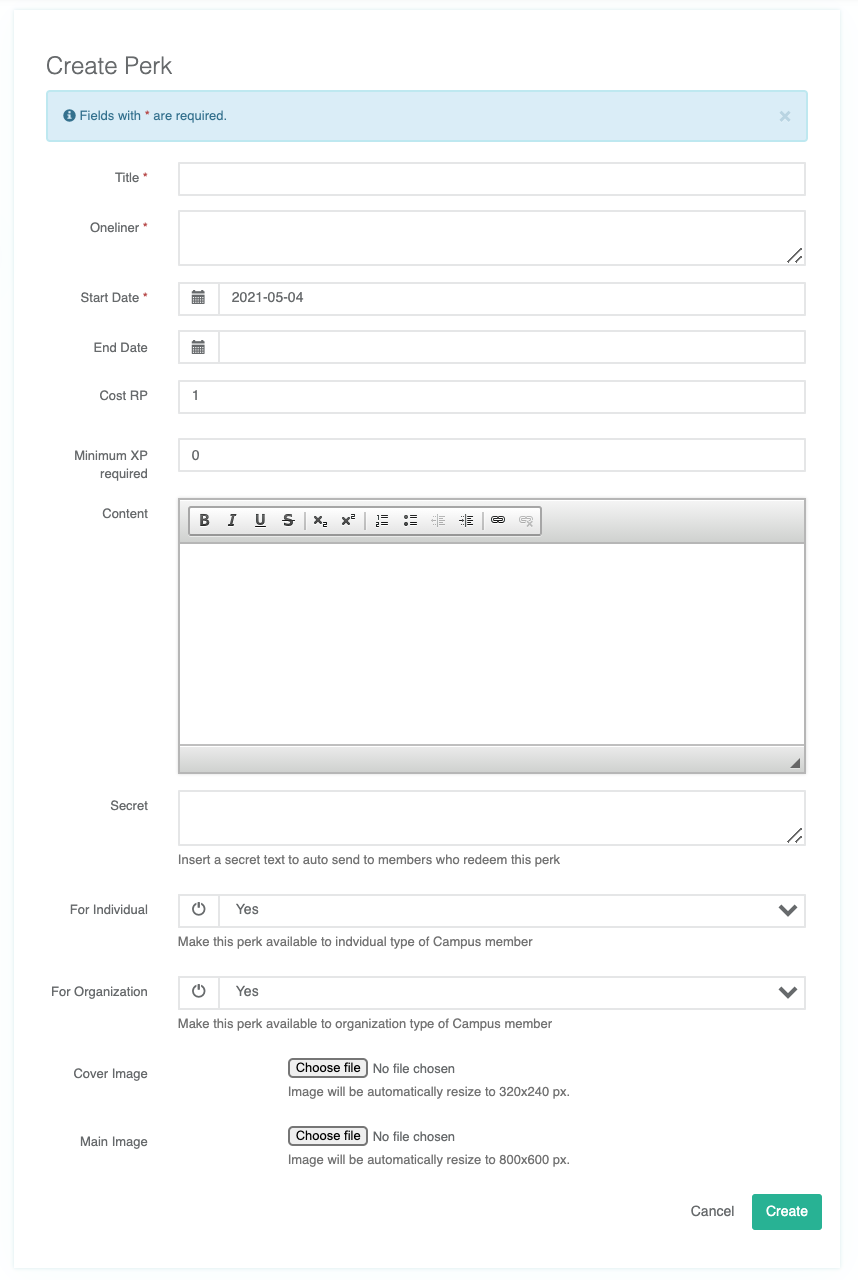 Create Perk
Fields with * are required.
Title *
Oneliner *
Start Date * 2021-05-04
End Date
Cost RP 1
Minimum XP required 0
Content
B I U S x₂ x²
Secret
Insert a secret text to auto send to members who redeem this perk
For Individual Yes
Make this perk available to indvidual type of Campus member
For Organization Yes
Make this perk available to organization type of Campus member
Cover Image Choose file No file chosen
Image will be automatically resize to 320x240 px.
Main Image Choose file No file chosen
Image will be automatically resize to 800x600 px.
Cancel Create